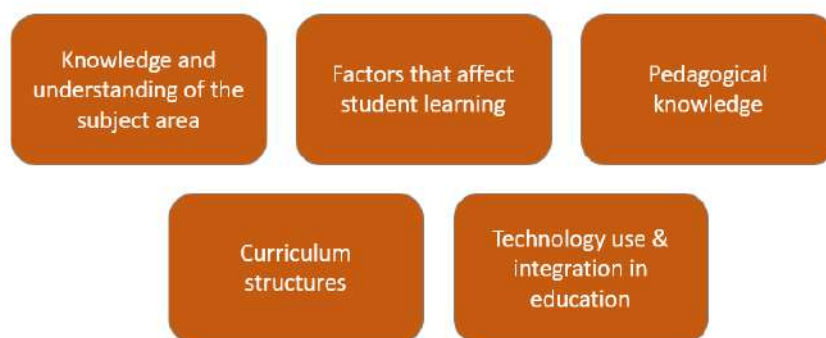 Knowledge and
understanding of the
subject area
Factors that affect
student learning
Pedagogical
knowledge
Curriculum
structures
Technology use &
integration in
education